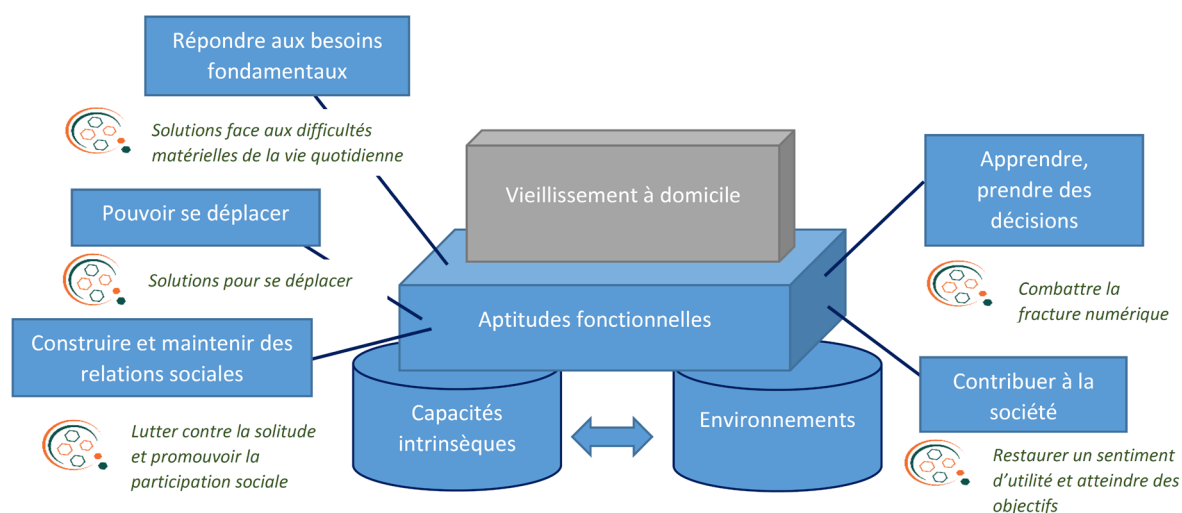 Répondre aux besoins
fondamentaux
Solutions face aux difficultés
matérielles de la vie quotidienne
Pouvoir se déplacer
Solutions pour se déplacer
Construire et maintenir des
relations sociales
Lutter contre la solitude
et promouvoir la
participation sociale
Vieillissement à domicile
Aptitudes fonctionnelles
Capacités
intrinsèques
Environnements
Apprendre,
prendre des
décisions
Combattre la
fracture numérique
Contribuer à la
société
Restaurer un sentiment
d’utilité et atteindre des
objectifs